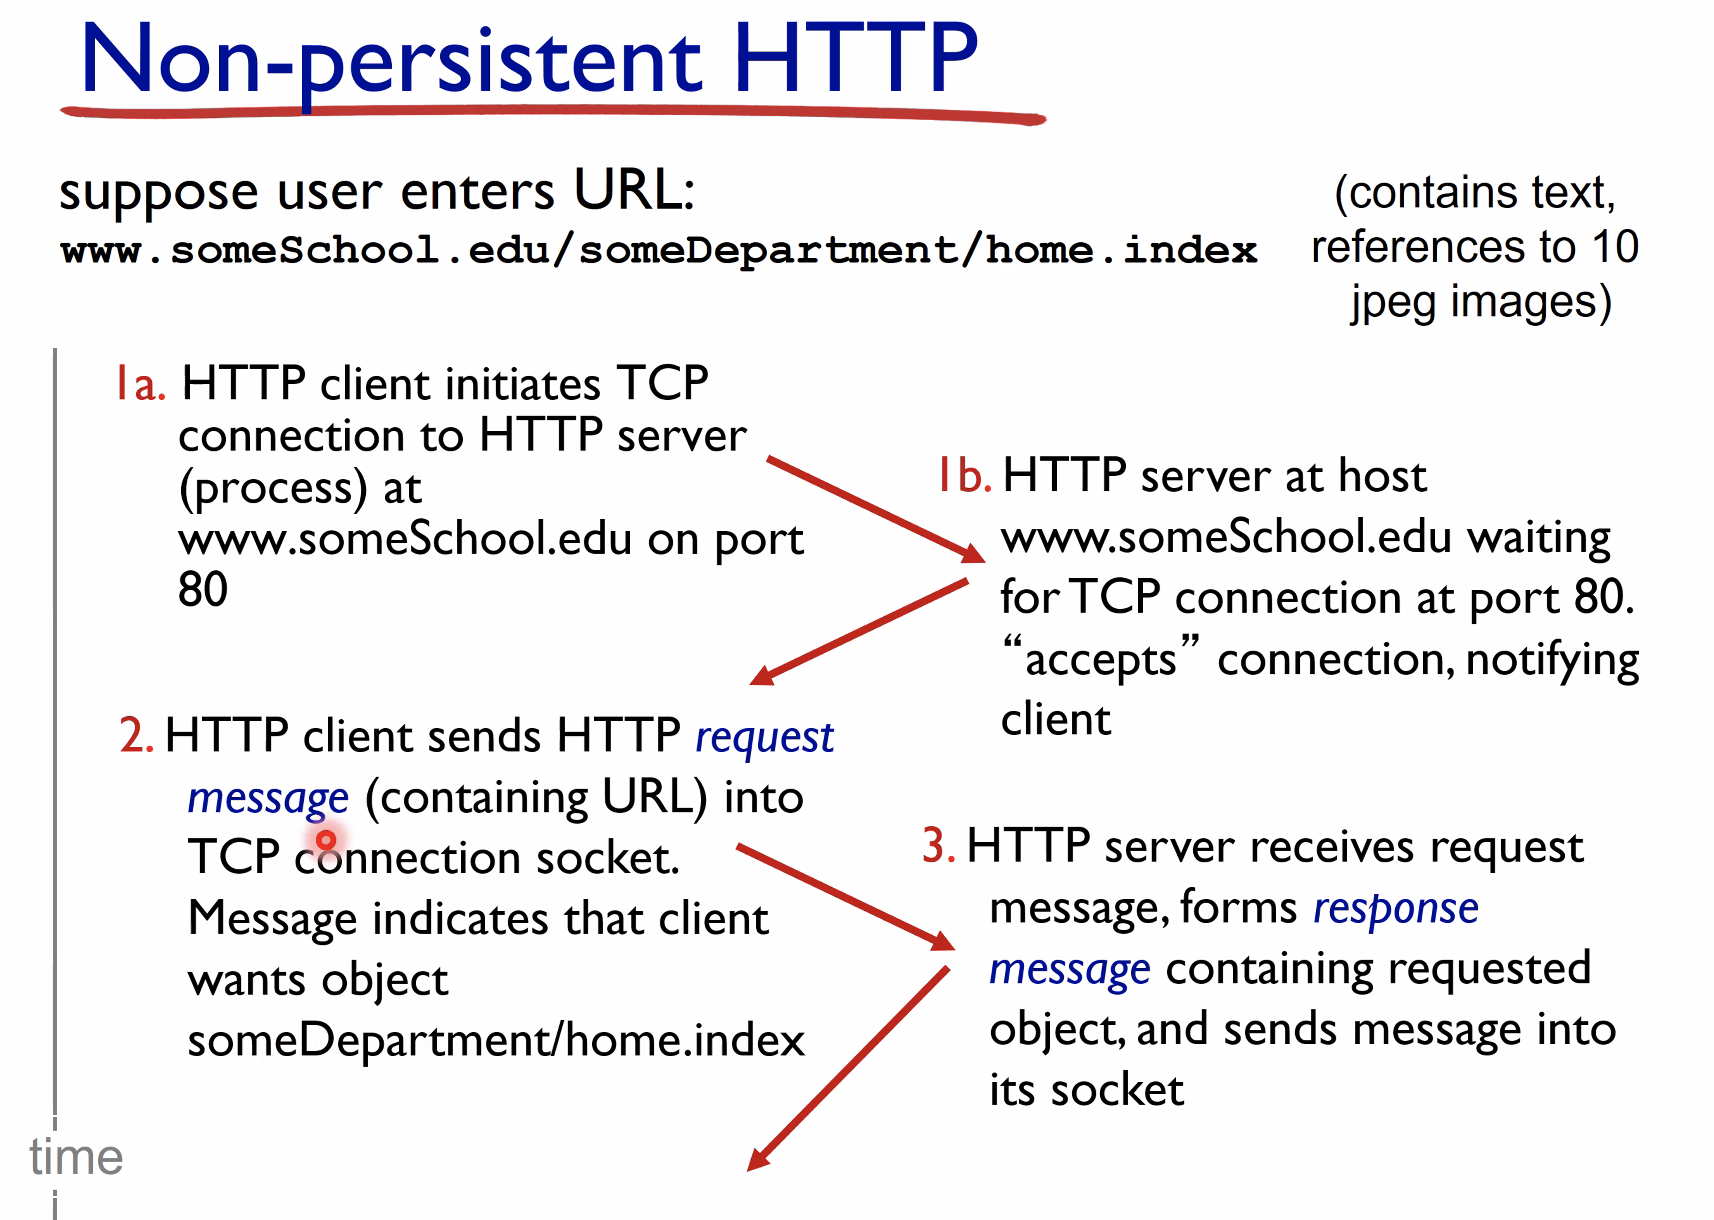 Non-persistent HTTP
suppose user enters URL:
www.someSchool.edu/someDepartment/home.index
(contains text,
references to 10
jpeg images)
1a. HTTP client initiates TCP
connection to HTTP server
(process) at
www.someSchool.edu on port
80
1b. HTTP server at host
www.someSchool.edu waiting
for TCP connection at port 80.
“accepts” connection, notifying
client
2. HTTP client sends HTTP request
message (containing URL) into
TCP connection socket.
Message indicates that client
wants object
someDepartment/home.index
3. HTTP server receives request
message, forms response
message containing requested
object, and sends message into
its socket
time